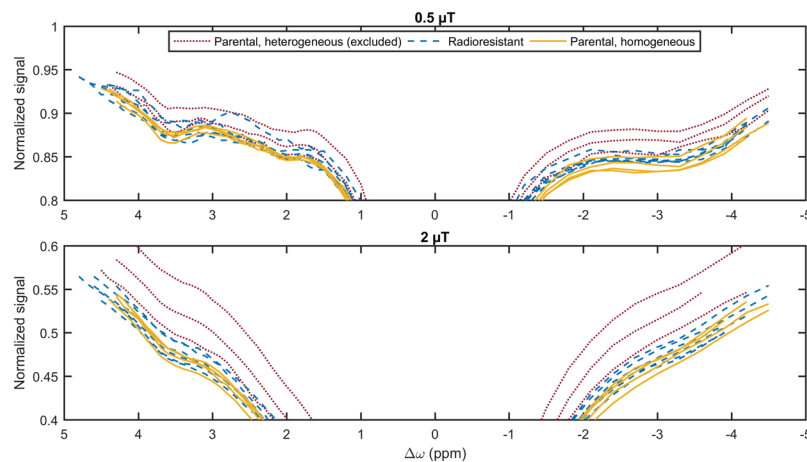 0.5 µT
Parental, heterogeneous (excluded) Radioresistant Parental, homogeneous
Normalized signal
1
0.95
0.9
0.85
0.8
5 4 3 2 1 0 -1 -2 -3 -4 -5
2 µT
Normalized signal
0.6
0.55
0.5
0.45
0.4
5 4 3 2 1 0 -1 -2 -3 -4 -5
Δω (ppm)